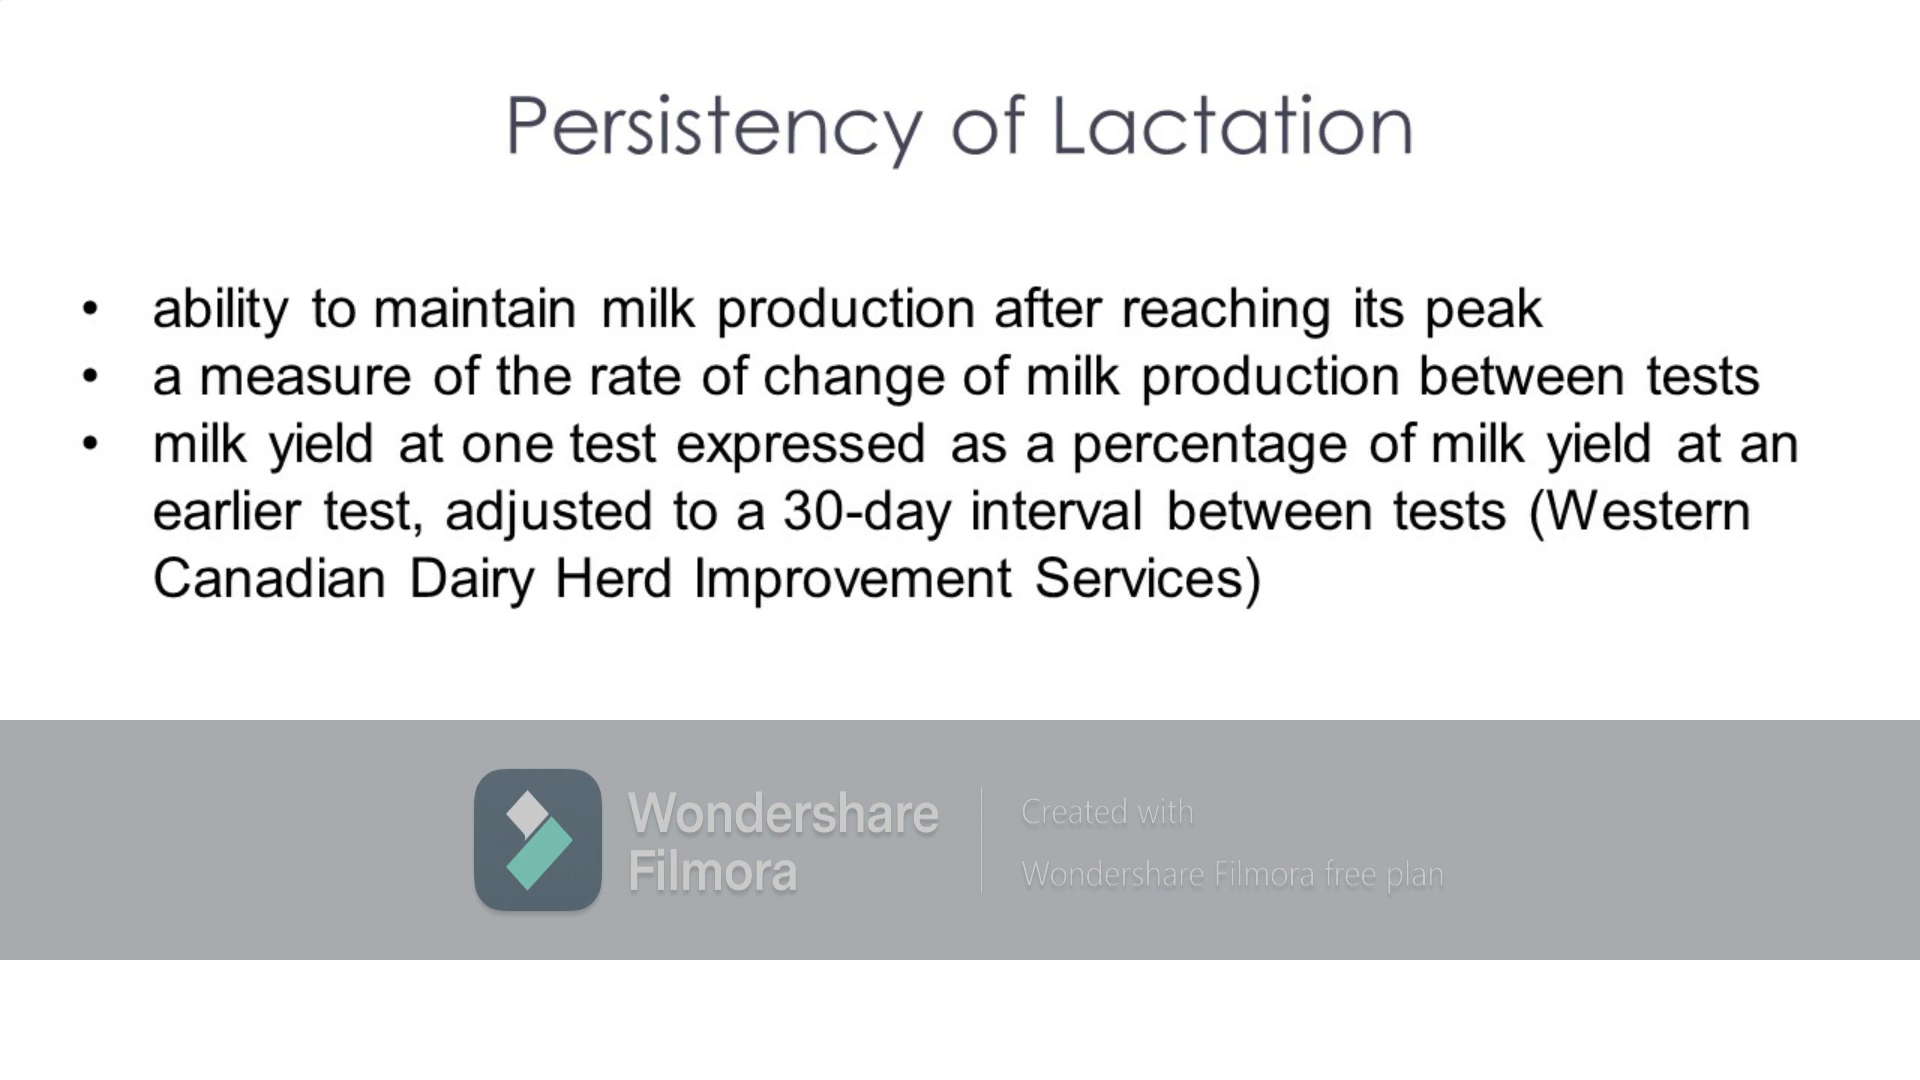 Persistency of Lactation
• ability to maintain milk production after reaching its peak
• a measure of the rate of change of milk production between tests
• milk yield at one test expressed as a percentage of milk yield at an
earlier test, adjusted to a 30-day interval between tests (Western
Canadian Dairy Herd Improvement Services)
Wondershare
Filmora
Created with
Wondershare Filmora free plan